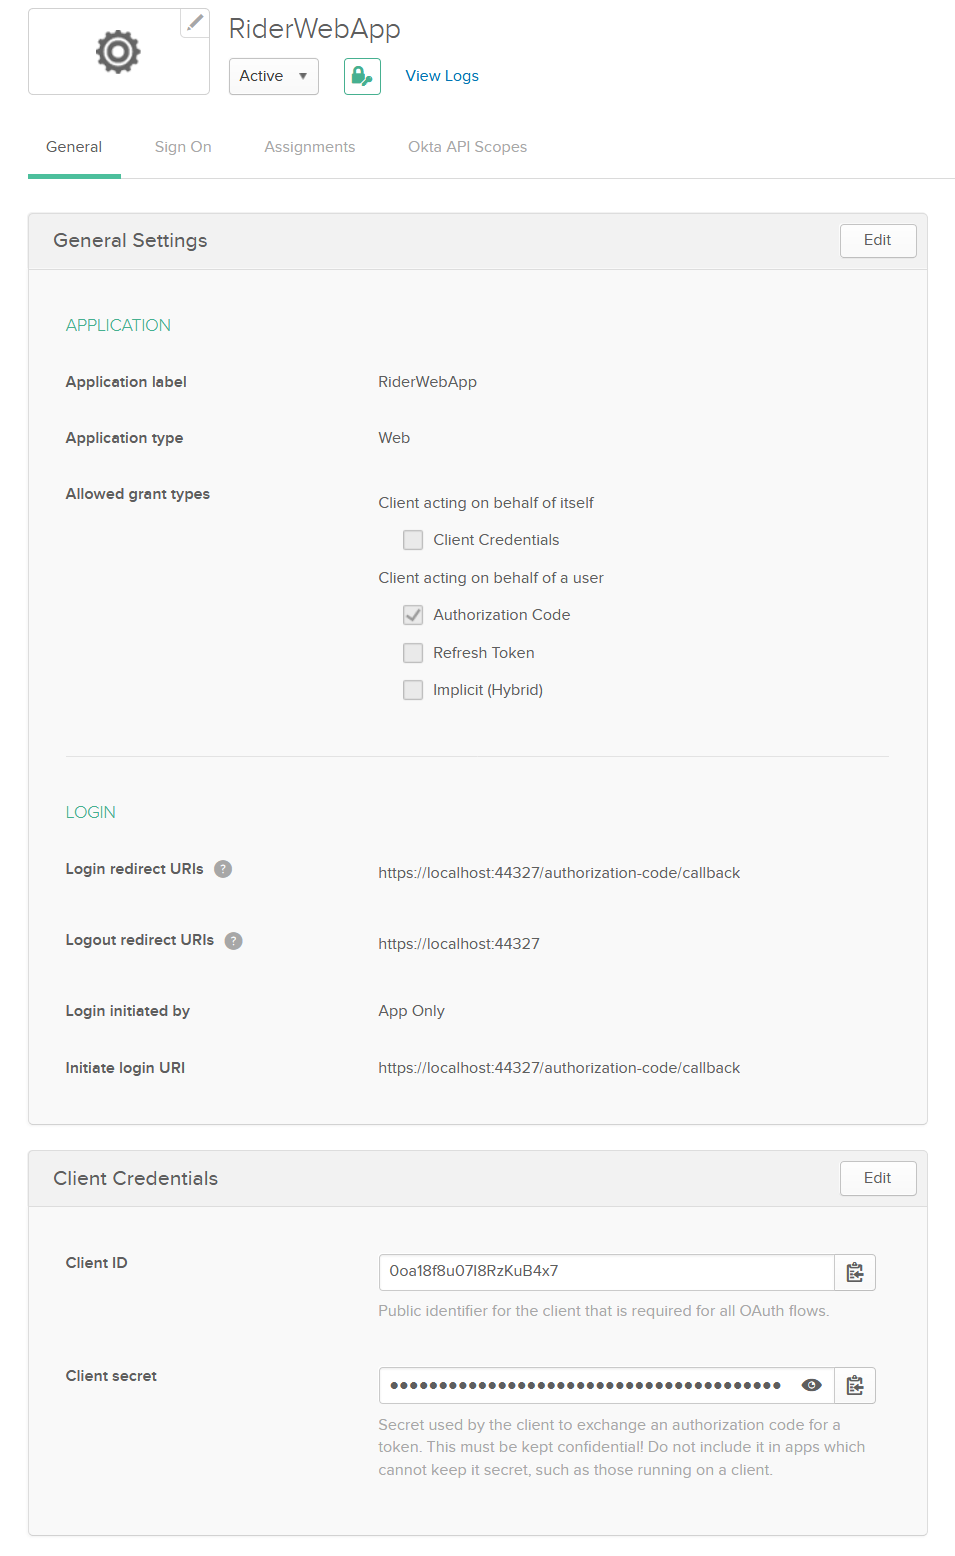 RiderWebApp
Active
View Logs
General
Sign On
Assignments
Okta API Scopes
General Settings
Edit
APPLICATION
Application label
RiderWebApp
Application type
Web
Allowed grant types
Client acting on behalf of itself
Client Credentials
Client acting on behalf of a user
Authorization Code
Refresh Token
Implicit (Hybrid)
LOGIN
Login redirect URIs ?
https://localhost:44327/authorization-code/callback
Logout redirect URIs ?
https://localhost:44327
Login initiated by
App Only
Initiate login URI
https://localhost:44327/authorization-code/callback
Client Credentials
Edit
Client ID
0oa18f8u07I8RzKuB4x7
Public identifier for the client that is required for all OAuth flows.
Client secret
••••••••••••••••••••••••••••••••••••••••
Secret used by the client to exchange an authorization code for a
token. This must be kept confidential! Do not include it in apps which
cannot keep it secret, such as those running on a client.